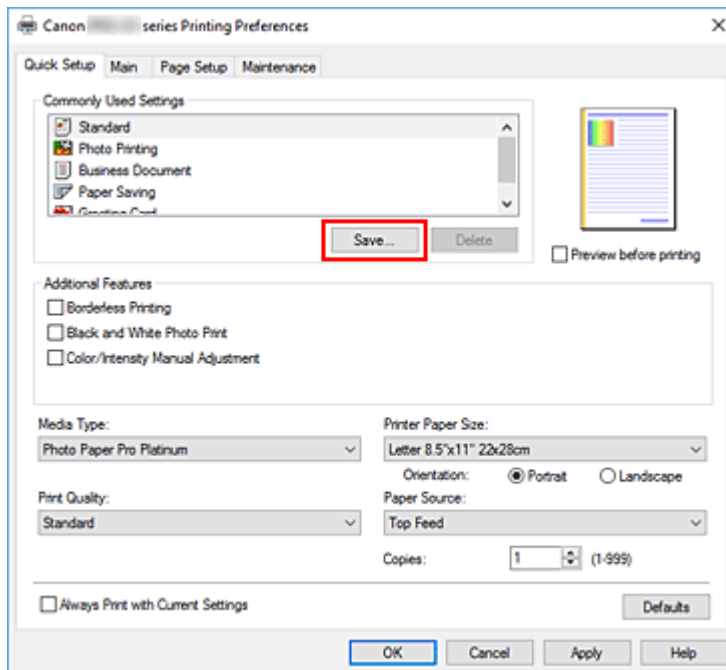 Canon series Printing Preferences
Quick Setup Main Page Setup Maintenance
Commonly Used Settings
Standard
Photo Printing
Business Document
Paper Saving
Greeting Card
Save... Delete
Preview before printing
Additional Features
Borderless Printing
Black and White Photo Print
Color/Intensity Manual Adjustment
Media Type:
Photo Paper Pro Platinum
Printer Paper Size:
Letter 8.5"x11" 22x28cm
Orientation: Portrait Landscape
Print Quality:
Standard
Paper Source:
Top Feed
Copies: 1 (1-999)
Always Print with Current Settings
Defaults
OK Cancel Apply Help